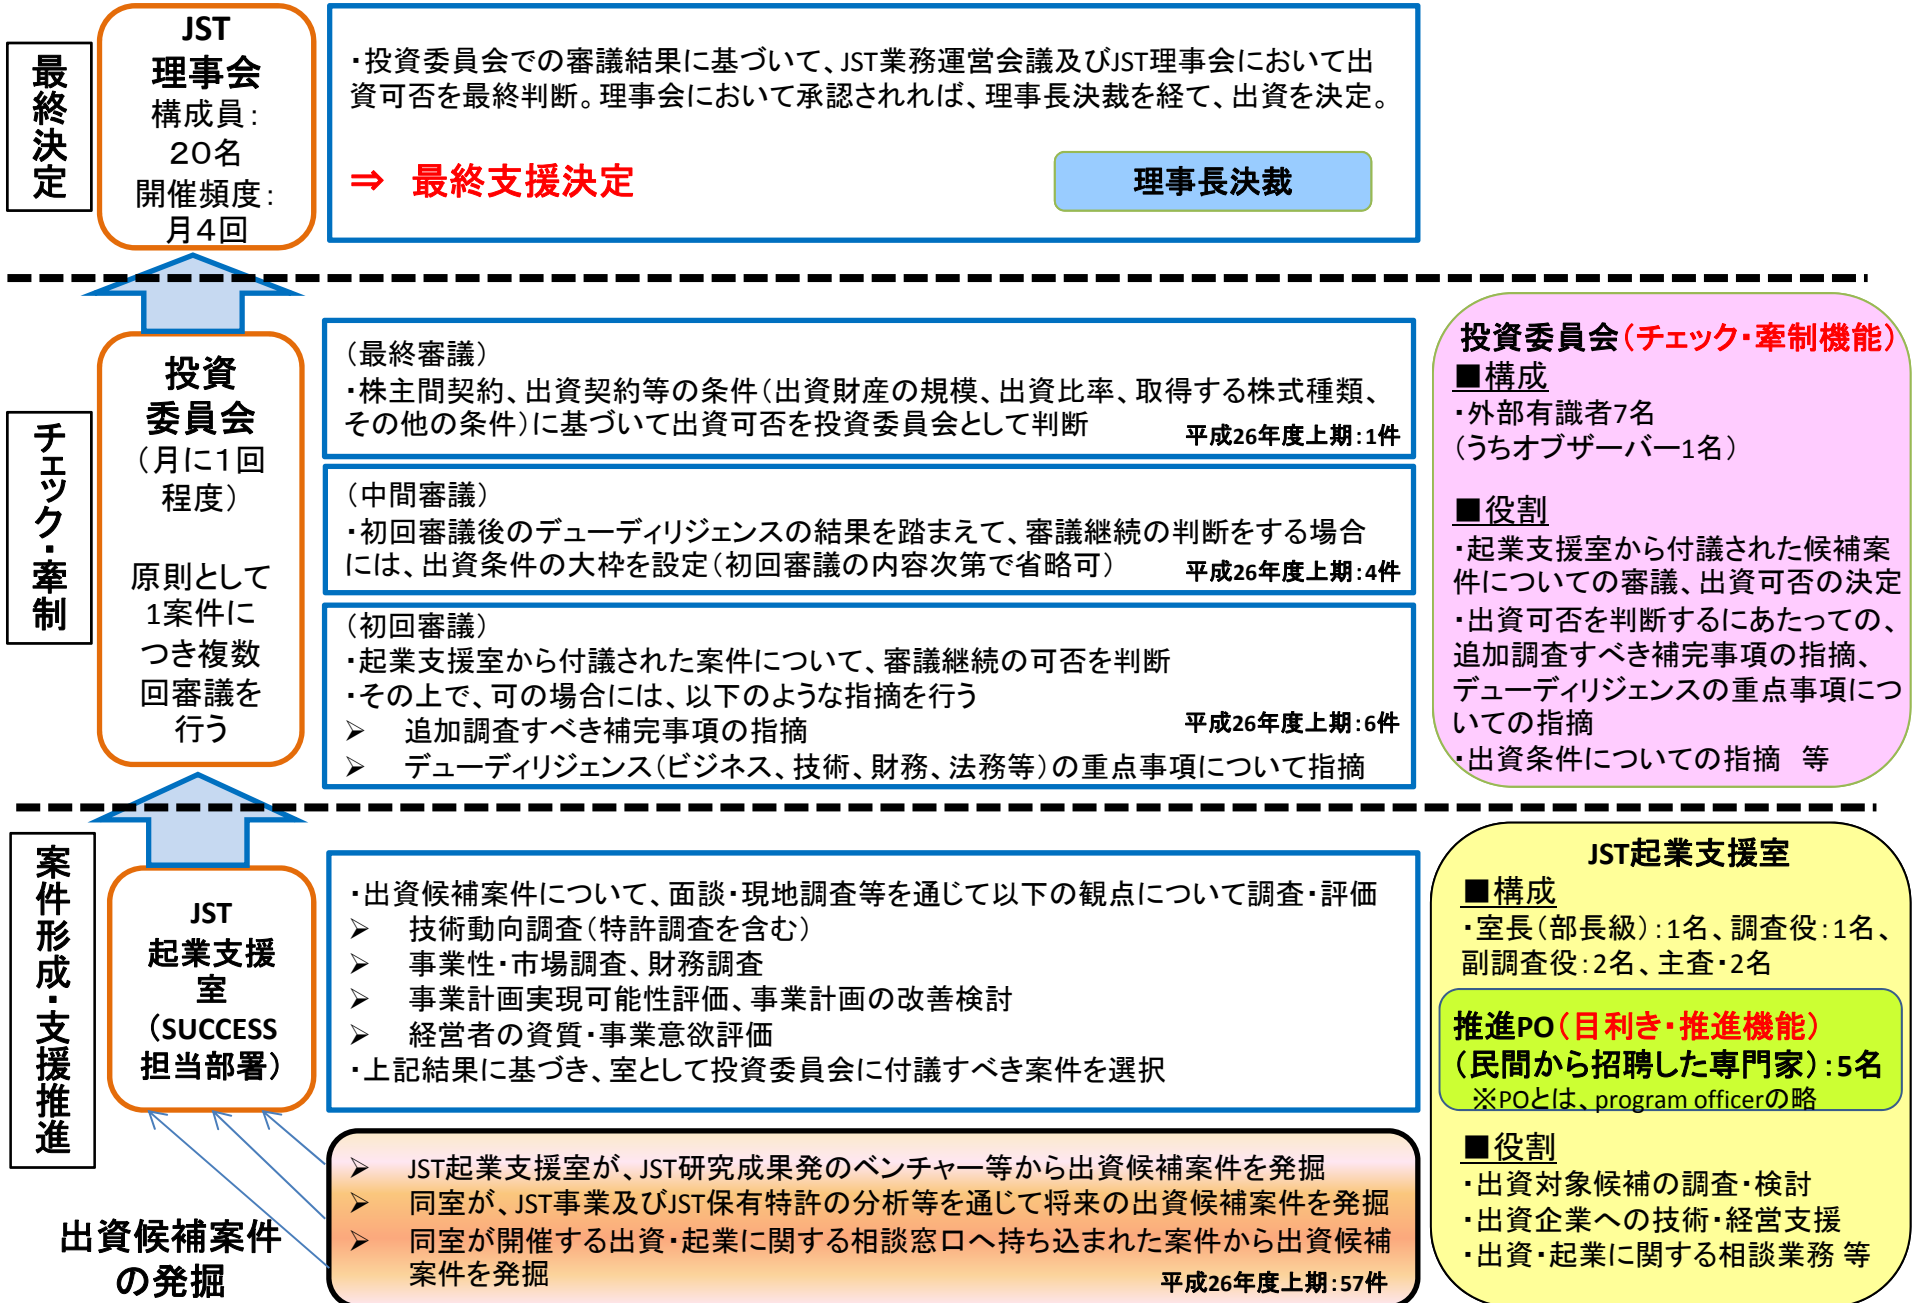 最終決定
JST
理事会
構成員:
20名
開催頻度:
月4回
・投資委員会での審議結果に基づいて、JST業務運営会議及びJST理事会において出
資可否を最終判断。理事会において承認されれば、理事長決裁を経て、出資を決定。
⇒ 最終支援決定
理事長決裁
チェック・牽制
投資
委員会
(月に1回
程度)
原則として
1案件に
つき複数
回審議を
行う
(最終審議)
・株主間契約、出資契約等の条件(出資財産の規模、出資比率、取得する株式種類、
その他の条件)に基づいて出資可否を投資委員会として判断
平成26年度上期:1件
(中間審議)
・初回審議後のデューディリジェンスの結果を踏まえて、審議継続の判断をする場合
には、出資条件の大枠を設定(初回審議の内容次第で省略可)
平成26年度上期:4件
(初回審議)
・起業支援室から付議された案件について、審議継続の可否を判断
・その上で、可の場合には、以下のような指摘を行う
➢ 追加調査すべき補完事項の指摘
平成26年度上期:6件
➢ デューディリジェンス(ビジネス、技術、財務、法務等)の重点事項について指摘
投資委員会(チェック・牽制機能)
■構成
・外部有識者7名
(うちオブザーバー1名)
■役割
・起業支援室から付議された候補案
件についての審議、出資可否の決定
・出資可否を判断するにあたっての、
追加調査すべき補完事項の指摘、
デューディリジェンスの重点事項につ
いての指摘
・出資条件についての指摘 等
案件形成・支援推進
JST
起業支援
室
(SUCCESS
担当部署)
・出資候補案件について、面談・現地調査等を通じて以下の観点について調査・評価
➢ 技術動向調査(特許調査を含む)
➢ 事業性・市場調査、財務調査
➢ 事業計画実現可能性評価、事業計画の改善検討
➢ 経営者の資質・事業意欲評価
・上記結果に基づき、室として投資委員会に付議すべき案件を選択
JST起業支援室
■構成
・室長(部長級):1名、調査役:1名、
副調査役:2名、主査・2名
推進PO(目利き・推進機能)
(民間から招聘した専門家):5名
※POとは、program officerの略
■役割
・出資対象候補の調査・検討
・出資企業への技術・経営支援
・出資・起業に関する相談業務 等
出資候補案件
の発掘
➢ JST起業支援室が、JST研究成果発のベンチャー等から出資候補案件を発掘
➢ 同室が、JST事業及びJST保有特許の分析等を通じて将来の出資候補案件を発掘
➢ 同室が開催する出資・起業に関する相談窓口へ持ち込まれた案件から出資候補
案件を発掘
平成26年度上期:57件